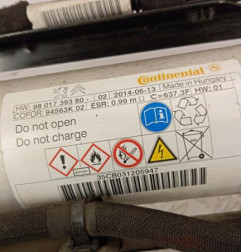 Continental
HW: 98 017 393 80 - 02 2014-06-13 Made in Hungary
COFOR: 94563K 02 ESR: 0.99 m C=637.3F HW: 01
Do not open
Do not charge
35CB031205947